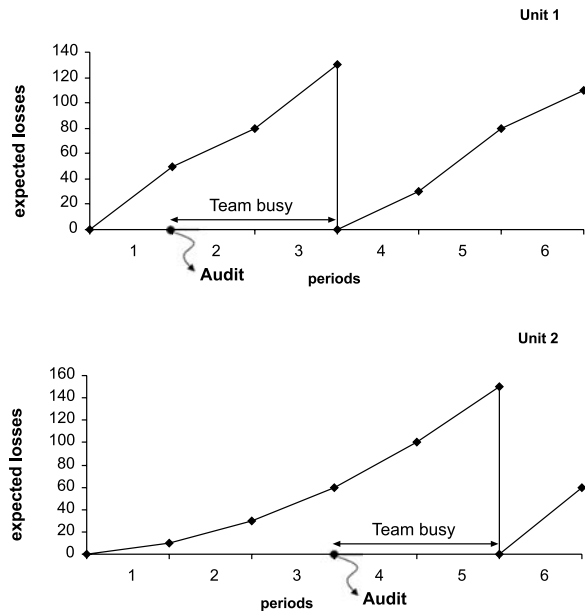 Unit 1
expected losses
140
120
100
80
60
40
20
0
Team busy
1 2 3 4 5 6
Audit
periods
Unit 2
expected losses
160
140
120
100
80
60
40
20
0
Team busy
1 2 3 4 5 6
Audit
periods